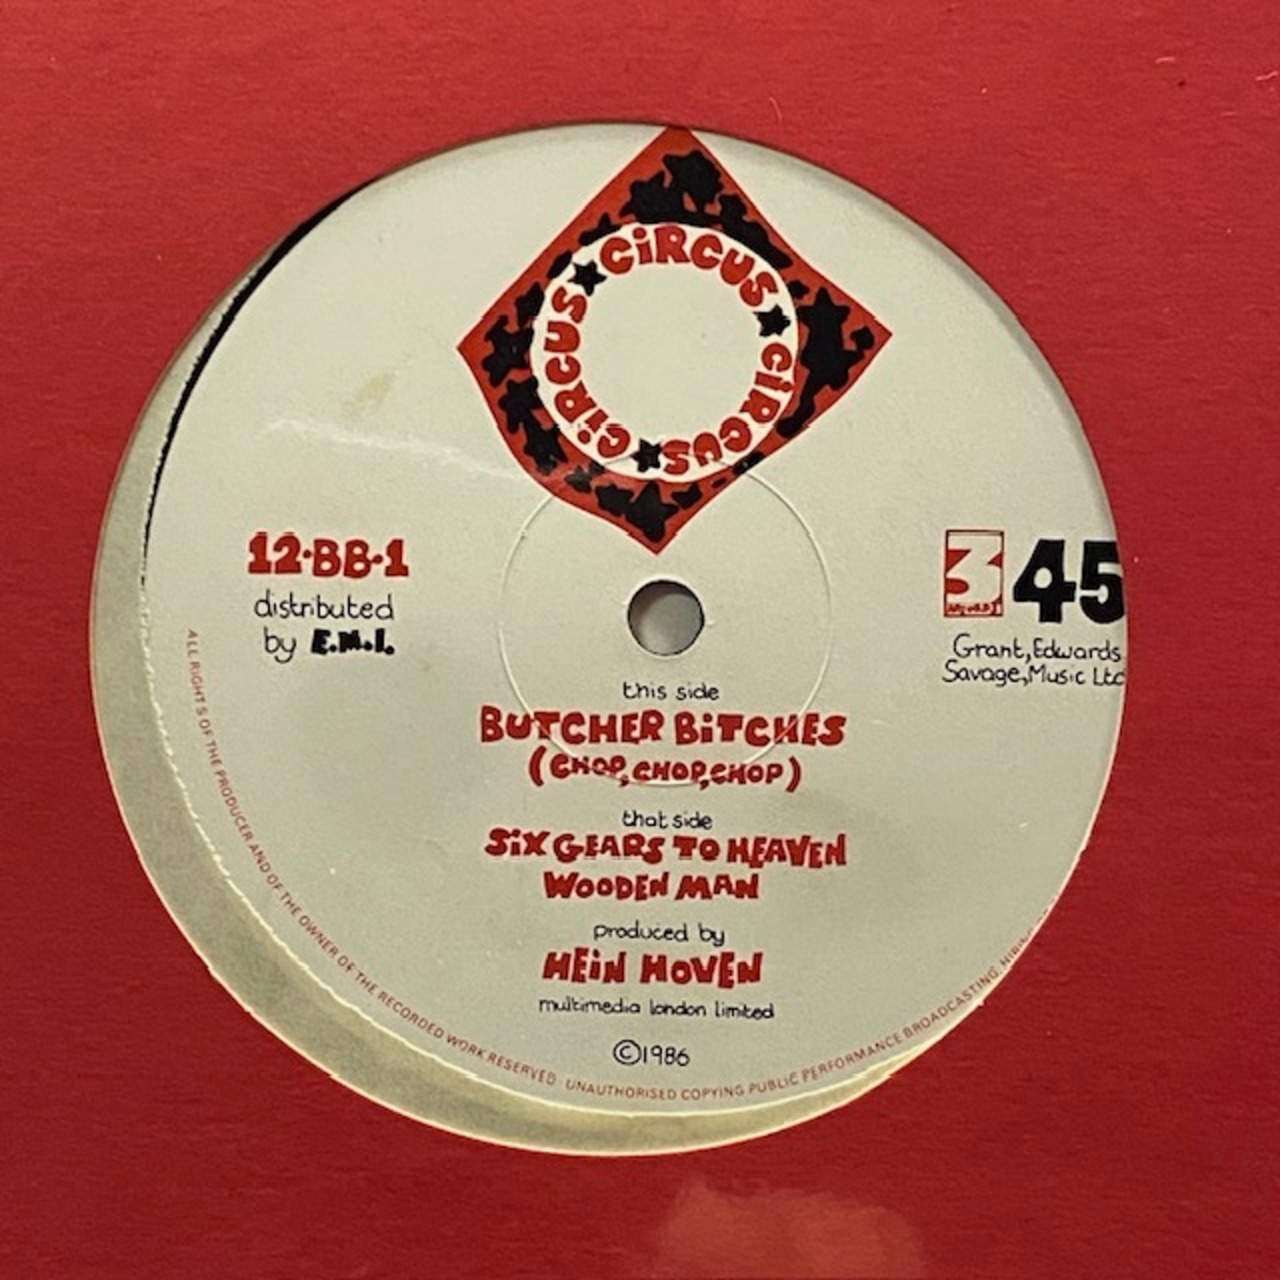 CiRCUS ★ CiRCUS ★ CiRCUS ★
12·BB·1
distributed
by E.M.I.
3
45
Grant, Edwards,
Savage, Music Ltd
this side
BUTCHER BiTCHES
(CHOP, CHOP, CHOP)
that side
SiX GEARS TO HEAVEN
WOODEN MAN
produced by
HEiN HOVEN
multimedia london limited
©1986
ALL RIGHTS OF THE PRODUCER AND OF THE OWNER OF THE RECORDED WORK RESERVED · UNAUTHORISED COPYING PUBLIC PERFORMANCE BROADCASTING, HIRING